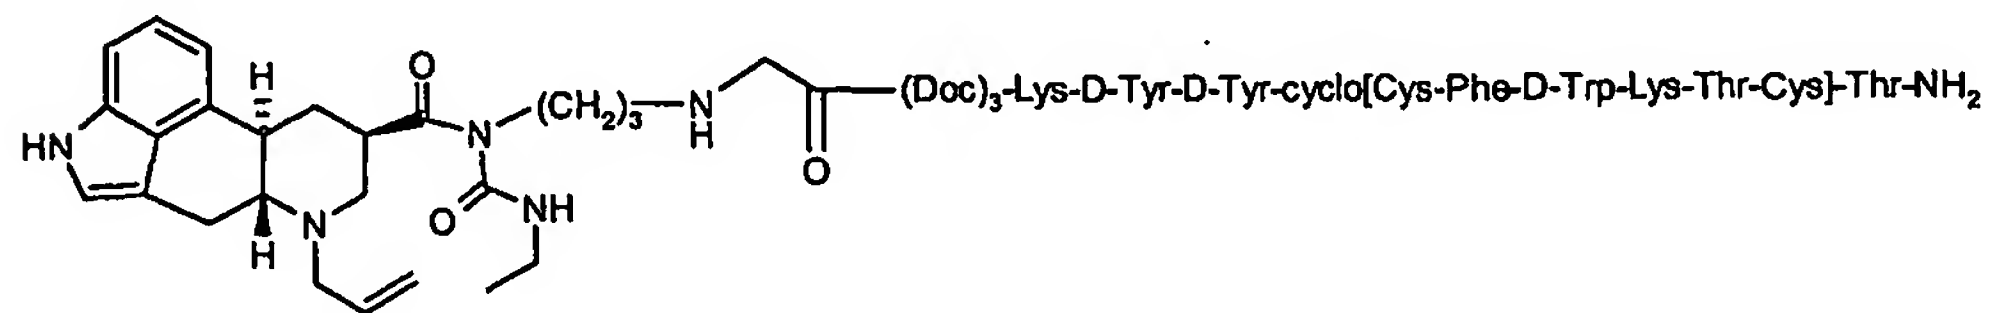 H
O
(CH2)3
N
H
(Doc)3-Lys-D-Tyr-D-Tyr-cyclo[Cys-Phe-D-Trp-Lys-Thr-Cys]-Thr-NH2
HN
N
O
O
NH
N
H